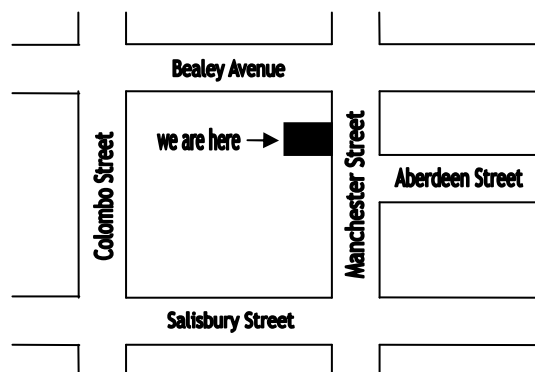 Bealey Avenue
we are here
Colombo Street
Manchester Street
Aberdeen Street
Salisbury Street